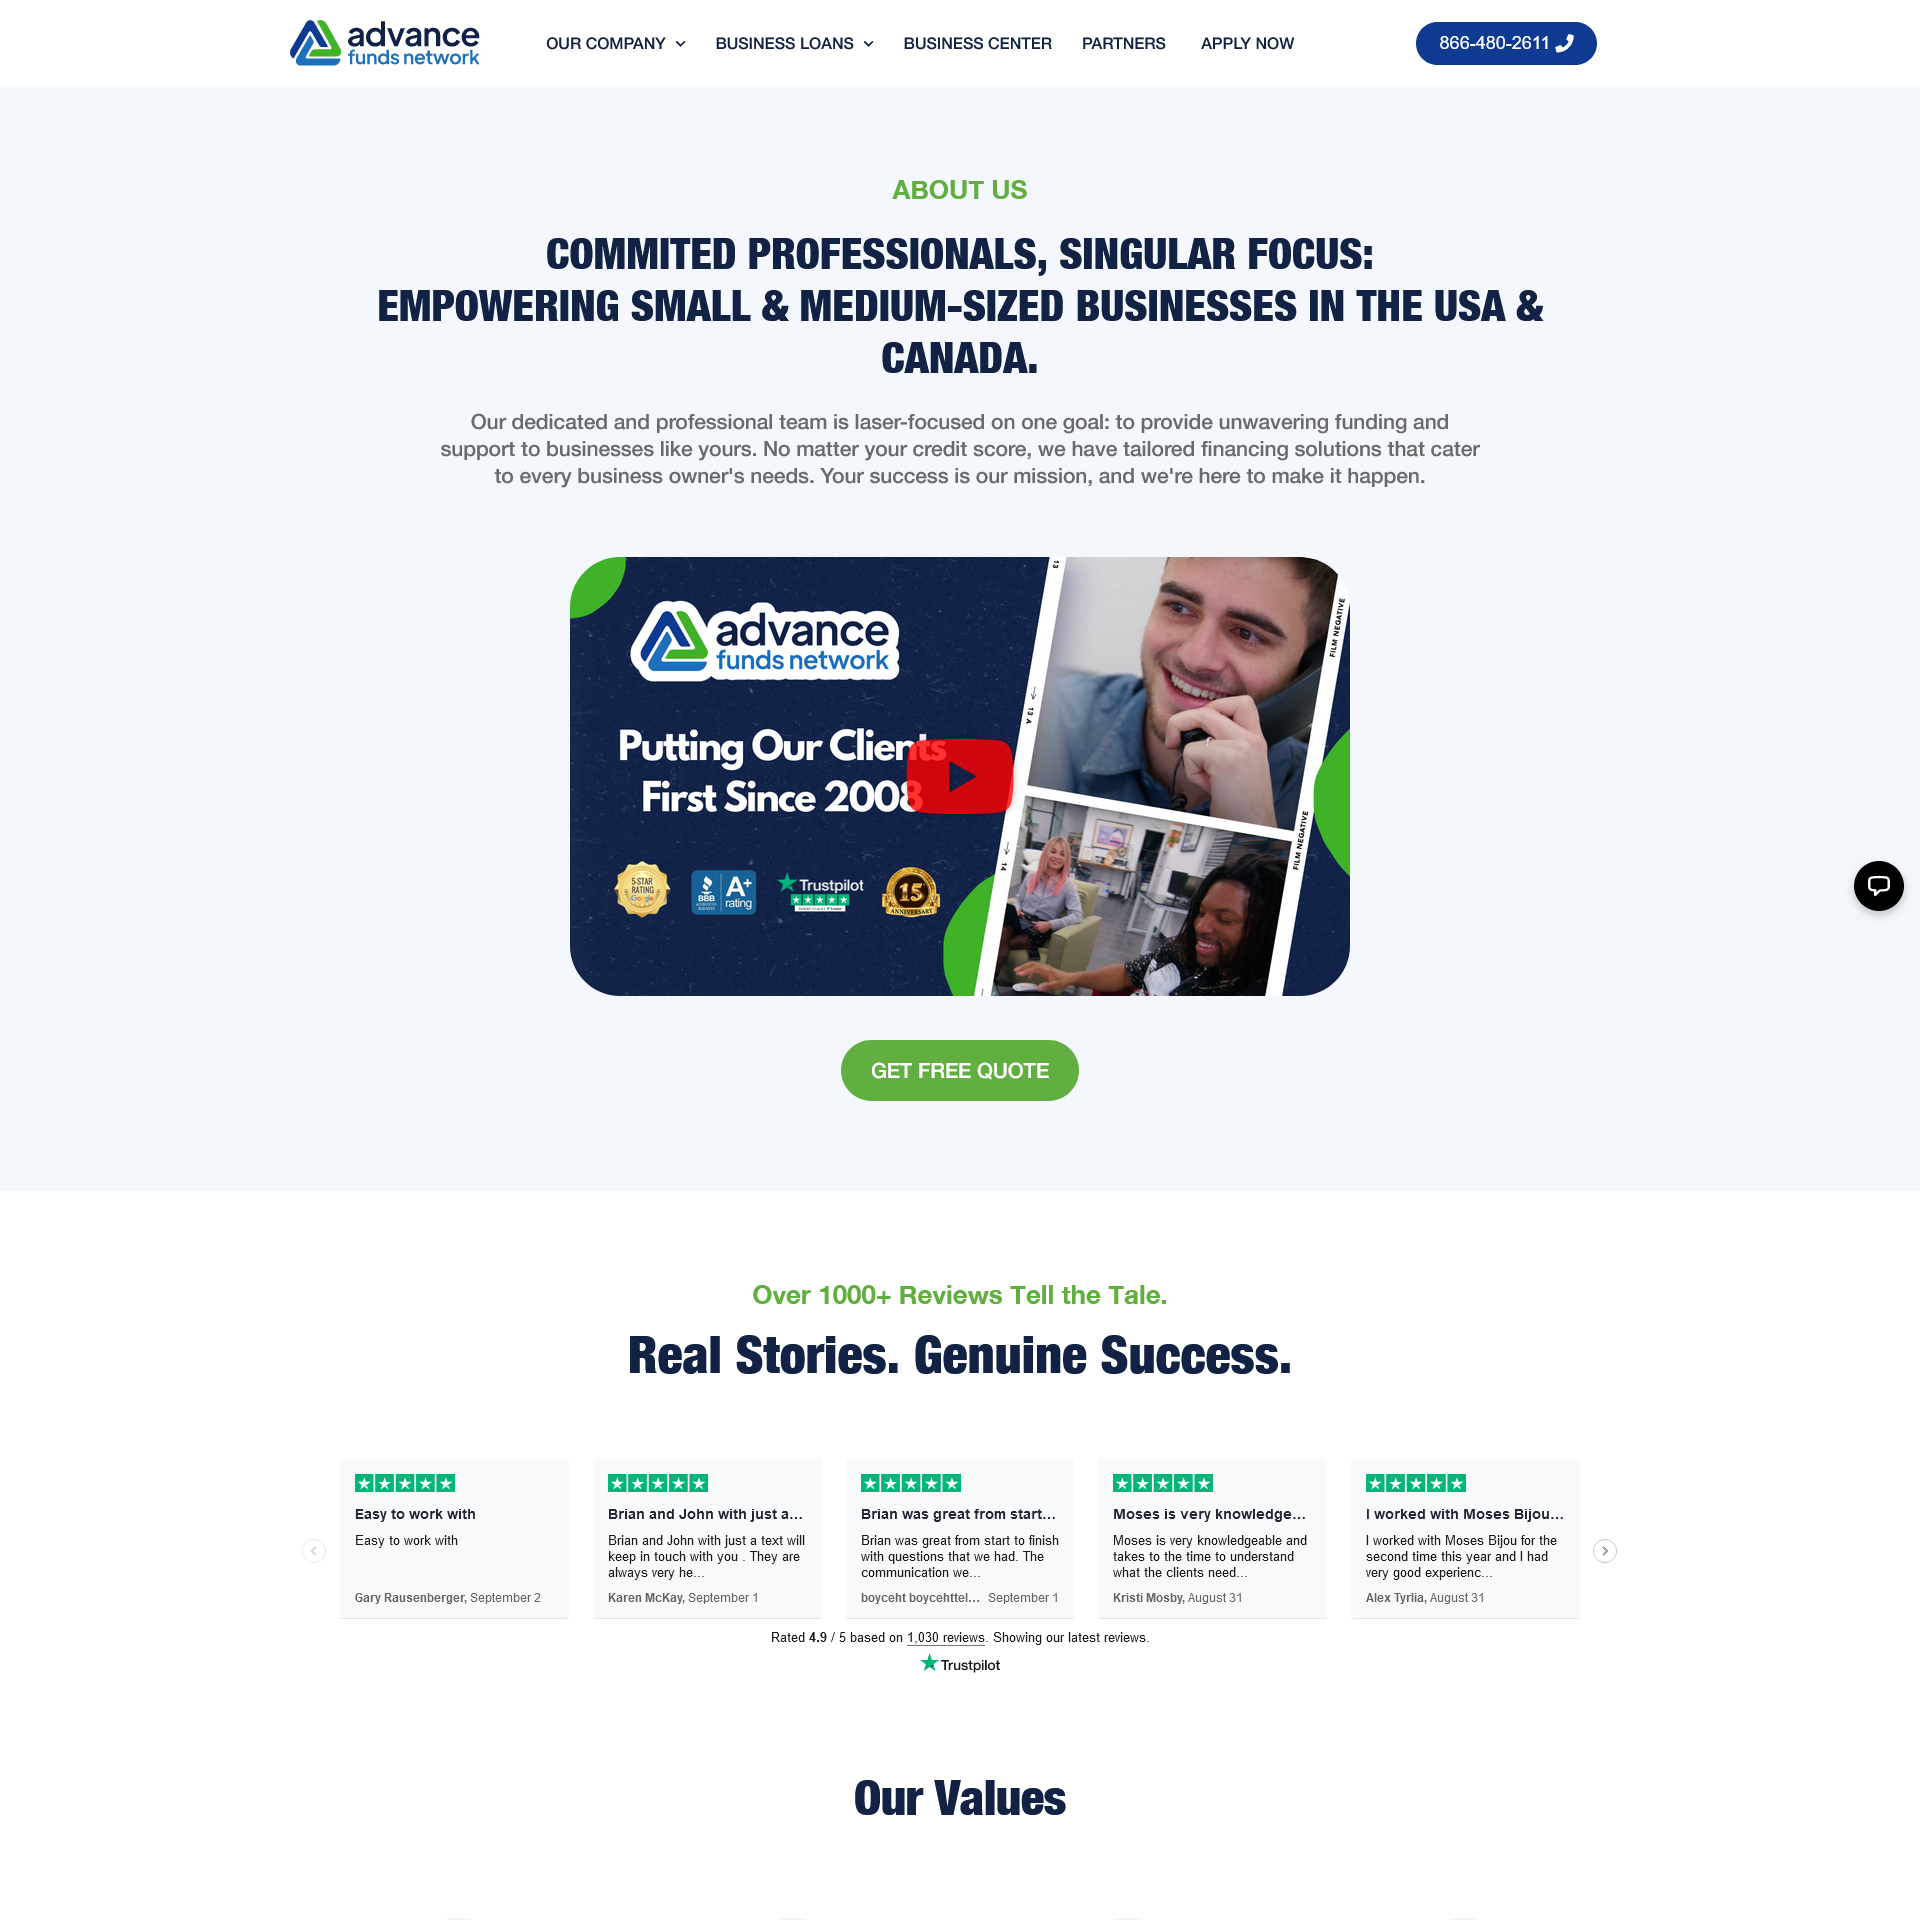 advance
funds network
OUR COMPANY
BUSINESS LOANS
BUSINESS CENTER
PARTNERS
APPLY NOW
866-480-2611
ABOUT US
COMMITED PROFESSIONALS, SINGULAR FOCUS:
EMPOWERING SMALL & MEDIUM-SIZED BUSINESSES IN THE USA &
CANADA.
Our dedicated and professional team is laser-focused on one goal: to provide unwavering funding and
support to businesses like yours. No matter your credit score, we have tailored financing solutions that cater
to every business owner's needs. Your success is our mission, and we're here to make it happen.
advance
funds network
Putting Our Clients
First Since 2008
5-STAR
RATING
Google
BBB
ACCREDITED
BUSINESS
A+
rating
Trustpilot
15
ANNIVERSARY
13
13 A
14
FILM NEGATIVE
FILM NEGATIVE
GET FREE QUOTE
Over 1000+ Reviews Tell the Tale.
Real Stories. Genuine Success.
Easy to work with
Easy to work with
Gary Rausenberger, September 2
Brian and John with just a...
Brian and John with just a text will
keep in touch with you . They are
always very he...
Karen McKay, September 1
Brian was great from start...
Brian was great from start to finish
with questions that we had. The
communication we...
boyceht boycehttel... September 1
Moses is very knowledge...
Moses is very knowledgeable and
takes to the time to understand
what the clients need...
Kristi Mosby, August 31
I worked with Moses Bijou...
I worked with Moses Bijou for the
second time this year and I had
very good experienc...
Alex Tyrlia, August 31
Rated 4.9 / 5 based on 1,030 reviews. Showing our latest reviews.
Trustpilot
Our Values